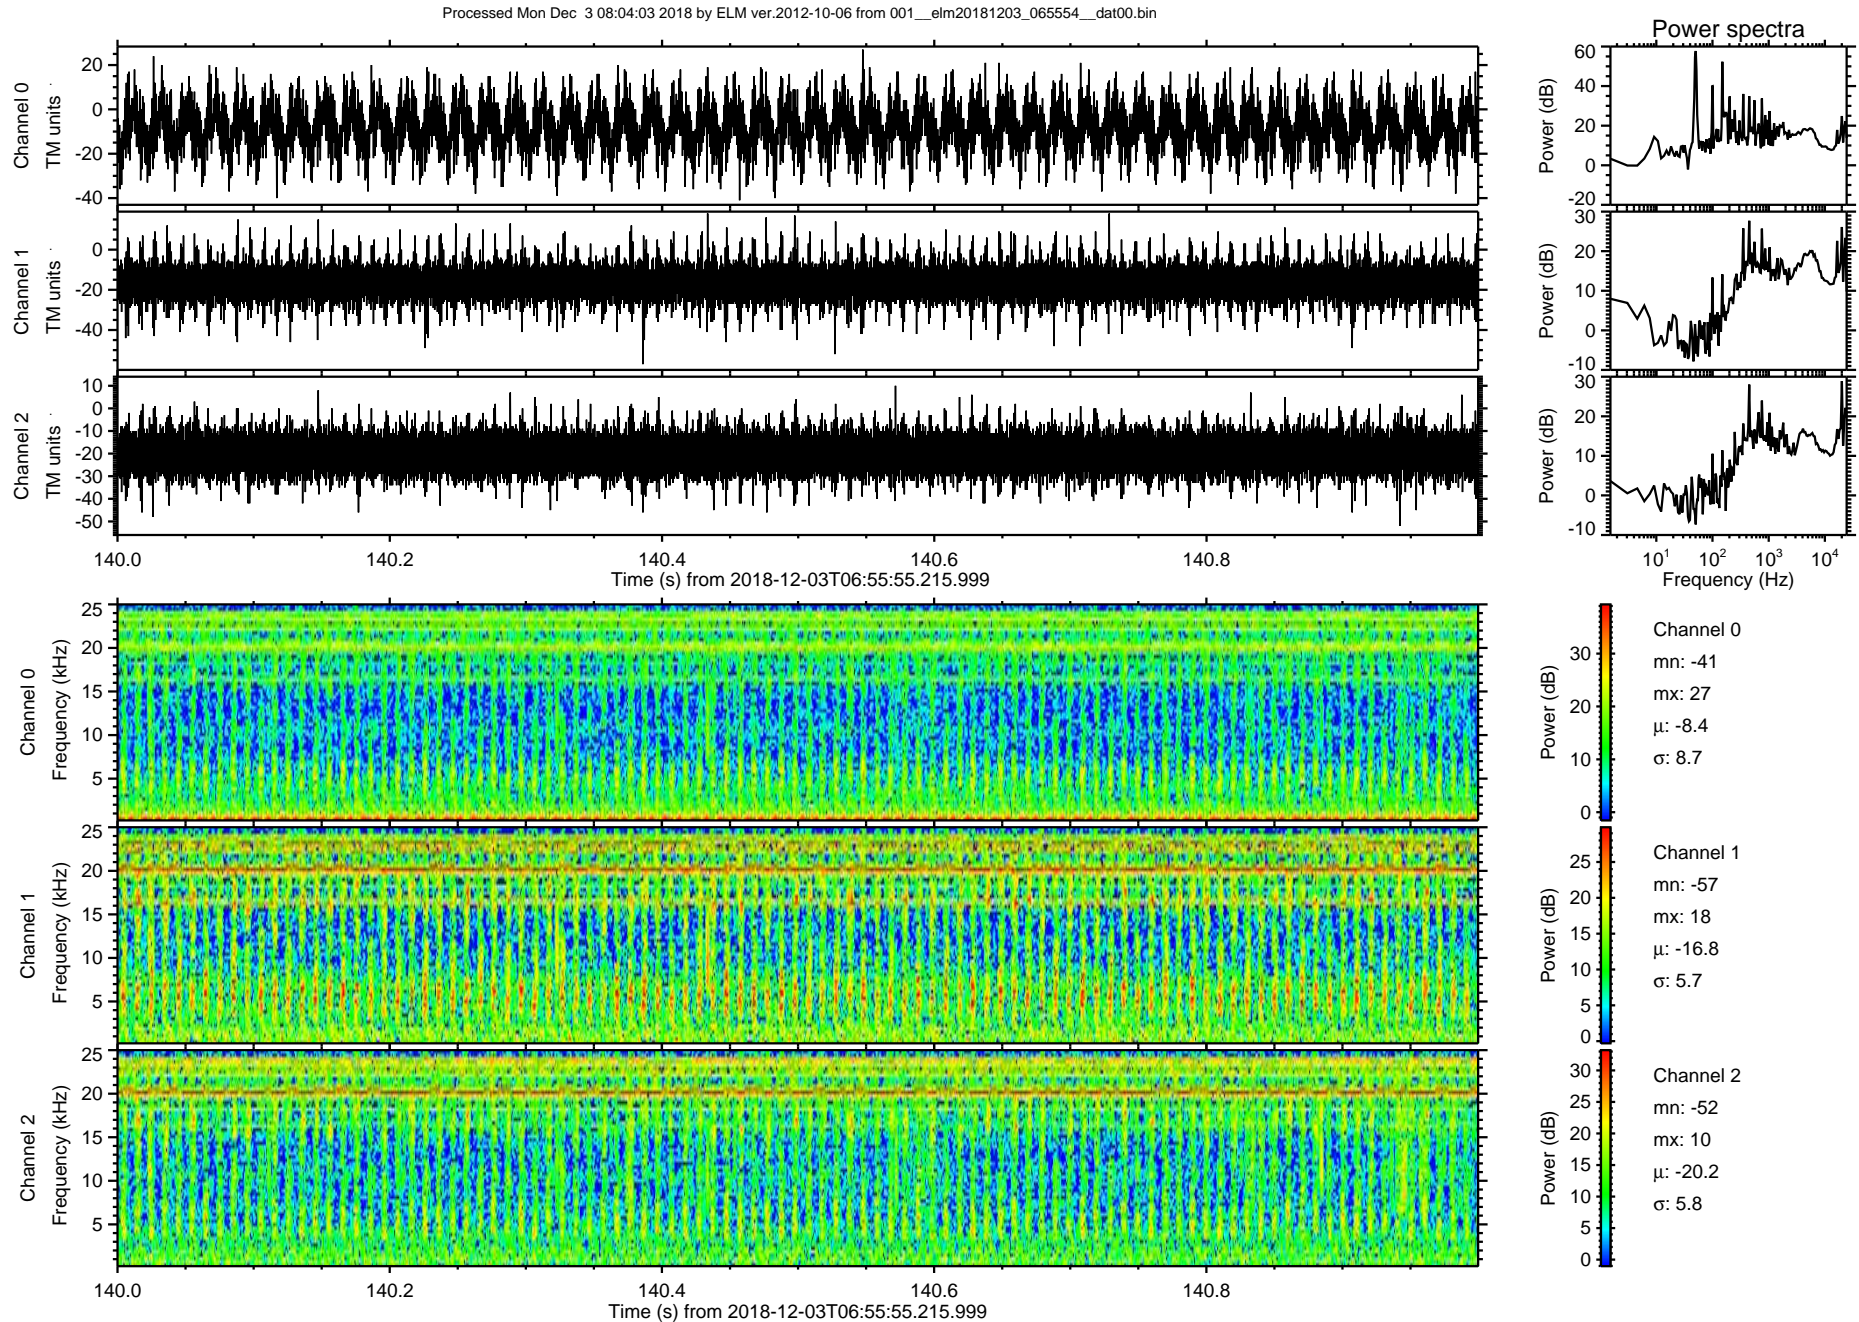 Processed Mon Dec  3 08:04:03 2018 by ELM ver.2012-10-06 from 001__elm20181203_065554__dat00.bin
Power spectra
Channel 0
TM units
20
0
-20
-40
Power (dB)
60
40
20
0
-20
Channel 1
TM units
0
-20
-40
Power (dB)
30
20
10
0
-10
Channel 2
TM units
10
0
-10
-20
-30
-40
-50
Power (dB)
30
20
10
0
-10
140.0 140.2 140.4 140.6 140.8
Time (s) from 2018-12-03T06:55:55.215.999
10^1 10^2 10^3 10^4
Frequency (Hz)
Channel 0
Frequency (kHz)
25
20
15
10
5
Power (dB)
30
20
10
0
Channel 0
mn: -41
mx: 27
μ: -8.4
σ: 8.7
Channel 1
Frequency (kHz)
25
20
15
10
5
Power (dB)
25
20
15
10
5
0
Channel 1
mn: -57
mx: 18
μ: -16.8
σ: 5.7
Channel 2
Frequency (kHz)
25
20
15
10
5
Power (dB)
30
25
20
15
10
5
0
Channel 2
mn: -52
mx: 10
μ: -20.2
σ: 5.8
140.0 140.2 140.4 140.6 140.8
Time (s) from 2018-12-03T06:55:55.215.999